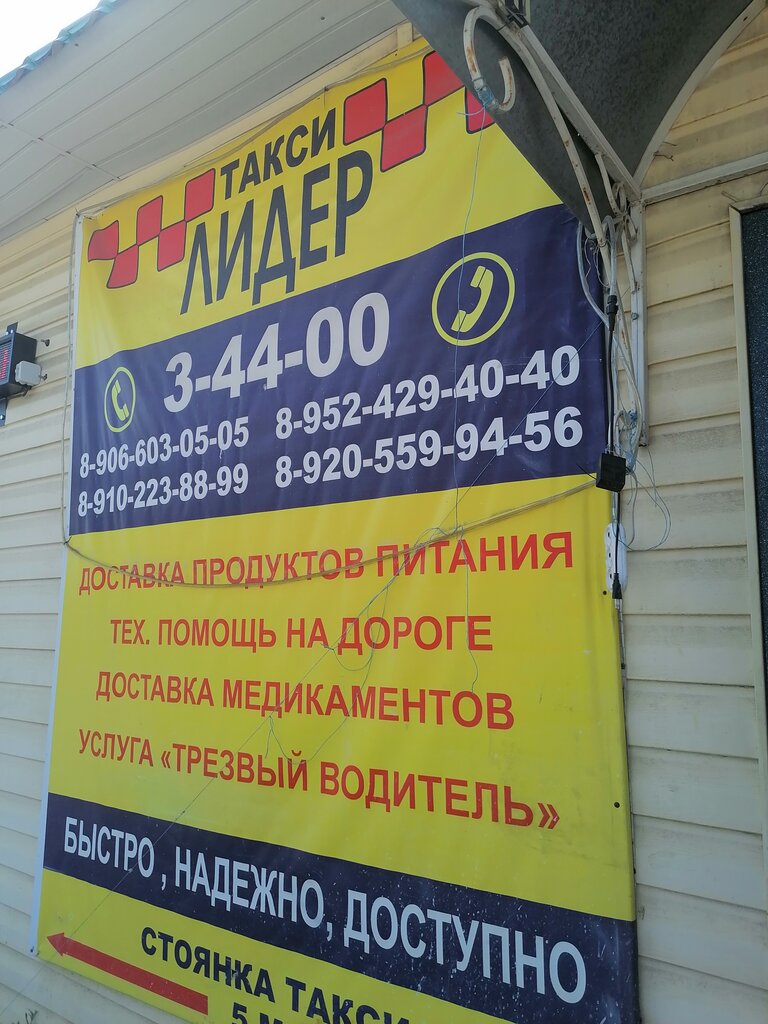 ТАКСИ
ЛИДЕР
3-44-00
8-906-603-05-05 8-952-429-40-40
8-910-223-88-99 8-920-559-94-56
ДОСТАВКА ПРОДУКТОВ ПИТАНИЯ
ТЕХ. ПОМОЩЬ НА ДОРОГЕ
ДОСТАВКА МЕДИКАМЕНТОВ
УСЛУГА «ТРЕЗВЫЙ ВОДИТЕЛЬ»
БЫСТРО , НАДЕЖНО, ДОСТУПНО
СТОЯНКА ТАКСИ
5 М